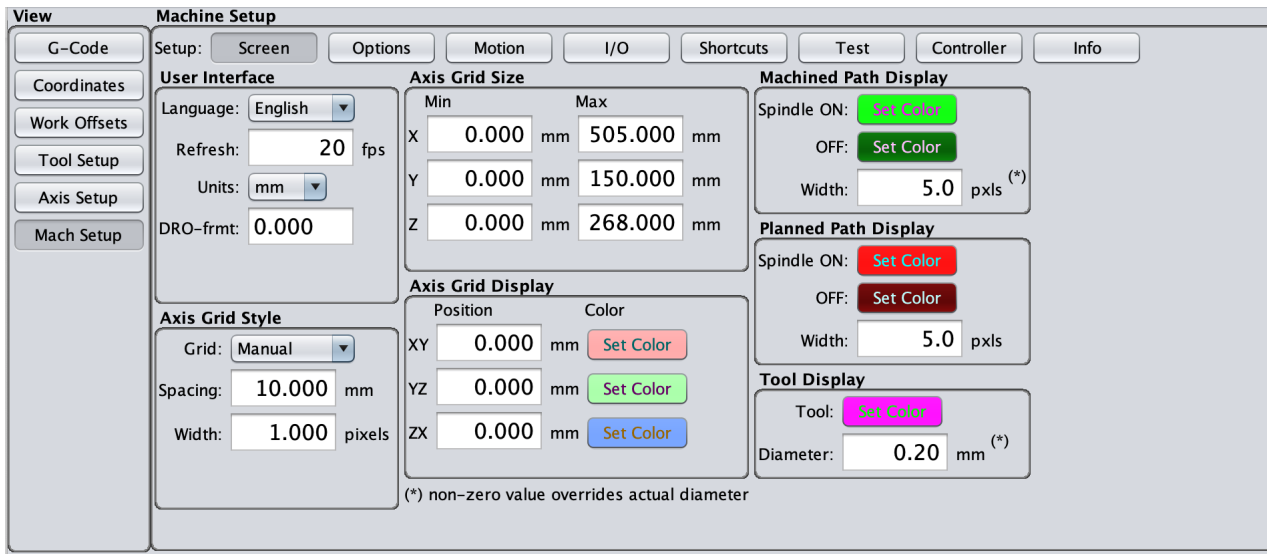 View
G-Code
Coordinates
Work Offsets
Tool Setup
Axis Setup
Mach Setup
Machine Setup
Setup: Screen Options Motion I/O Shortcuts Test Controller Info
User Interface
Language: English
Refresh: 20 fps
Units: mm
DRO-frmt: 0.000
Axis Grid Style
Grid: Manual
Spacing: 10.000 mm
Width: 1.000 pixels
Axis Grid Size
Min Max
X 0.000 mm 505.000 mm
Y 0.000 mm 150.000 mm
Z 0.000 mm 268.000 mm
Axis Grid Display
Position Color
XY 0.000 mm Set Color
YZ 0.000 mm Set Color
ZX 0.000 mm Set Color
(*) non-zero value overrides actual diameter
Machined Path Display
Spindle ON: Set Color
OFF: Set Color
Width: 5.0 pxls (*)
Planned Path Display
Spindle ON: Set Color
OFF: Set Color
Width: 5.0 pxls
Tool Display
Tool: Set Color
Diameter: 0.20 mm (*)